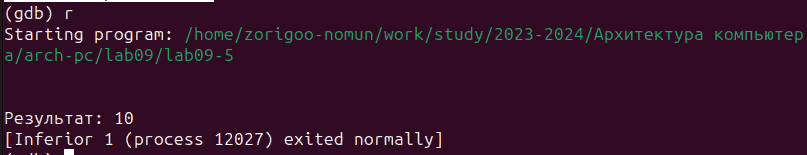 (gdb) r
Starting program: /home/zorigoo-nomun/work/study/2023-2024/Архитектура компьютер
а/arch-pc/lab09/lab09-5
Результат: 10
[Inferior 1 (process 12027) exited normally]
(gdb)